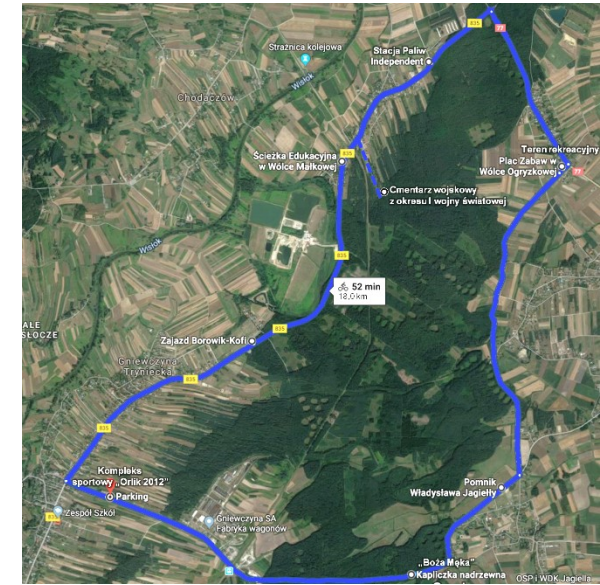 835
77
Strażnica kolejowa
Stacja Paliw
Independent
Wisłok
Chodaczów
835
Ścieżka Edukacyjna
w Wólce Małkowej
Teren rekreacyjny
Plac Zabaw w
Wólce Ogryzkowej
77
Cmentarz wojskowy
z okresu I wojny światowej
Wisłok
835
52 min
18,0 km
835
Zajazd Borowik-Kofi
Gniewczyna
Tryniecka
835
835
Kompleks
sportowy „Orlik 2012"
Parking
Zespół Szkół
Pomnik
Władysława Jagiełły
Gniewczyna SA
Fabryka wagonów
„Boża Męka"
Kapliczka nadrzewna
OSP i WDK Jagiełła